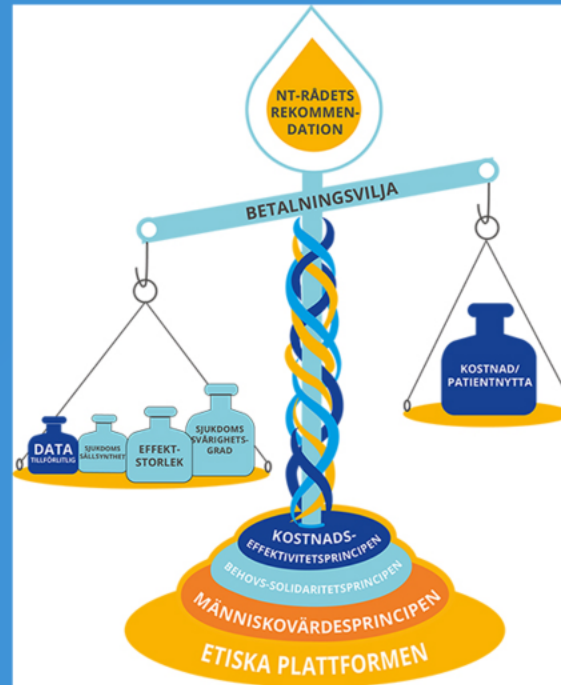 NT-RÅDETS
REKOMMEN-
DATION
BETALNINGSVILJA
KOSTNAD/
PATIENTNYTTA
DATA
TILLFÖRLITLIG
SJUKDOMS
SÄLLSYNTHET
EFFEKT-
STORLEK
SJUKDOMS
SVÅRIGHETS-
GRAD
KOSTNADS-
EFFEKTIVITETSPRINCIPEN
BEHOVS-SOLIDARITETSPRINCIPEN
MÄNNISKOVÄRDESPRINCIPEN
ETISKA PLATTFORMEN